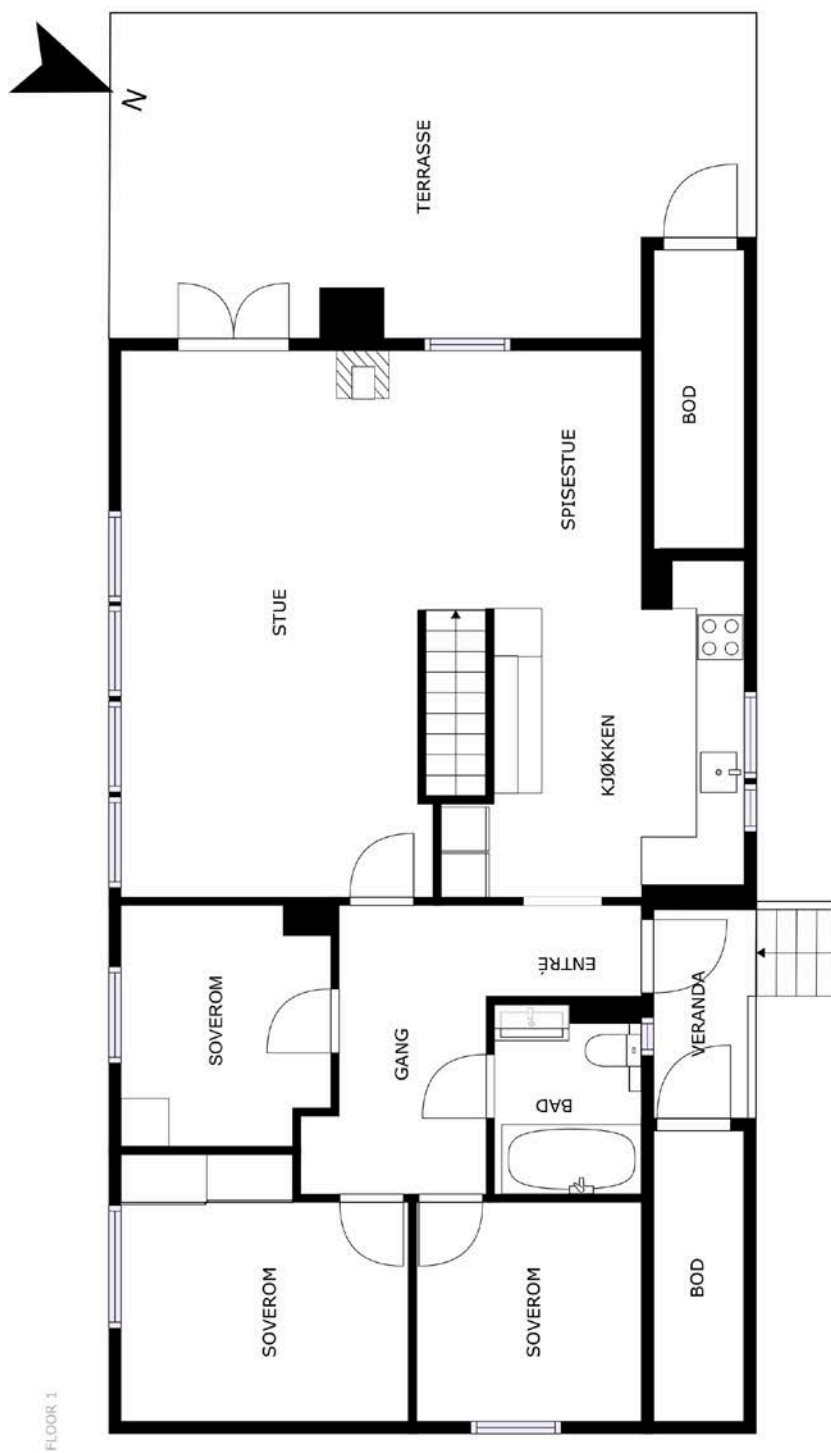 N
TERRASSE
BOD
SPISESTUE
STUE
KJØKKEN
ENTRÉ
SOVEROM
VERANDA
GANG
BAD
SOVEROM
SOVEROM
BOD
FLOOR 1